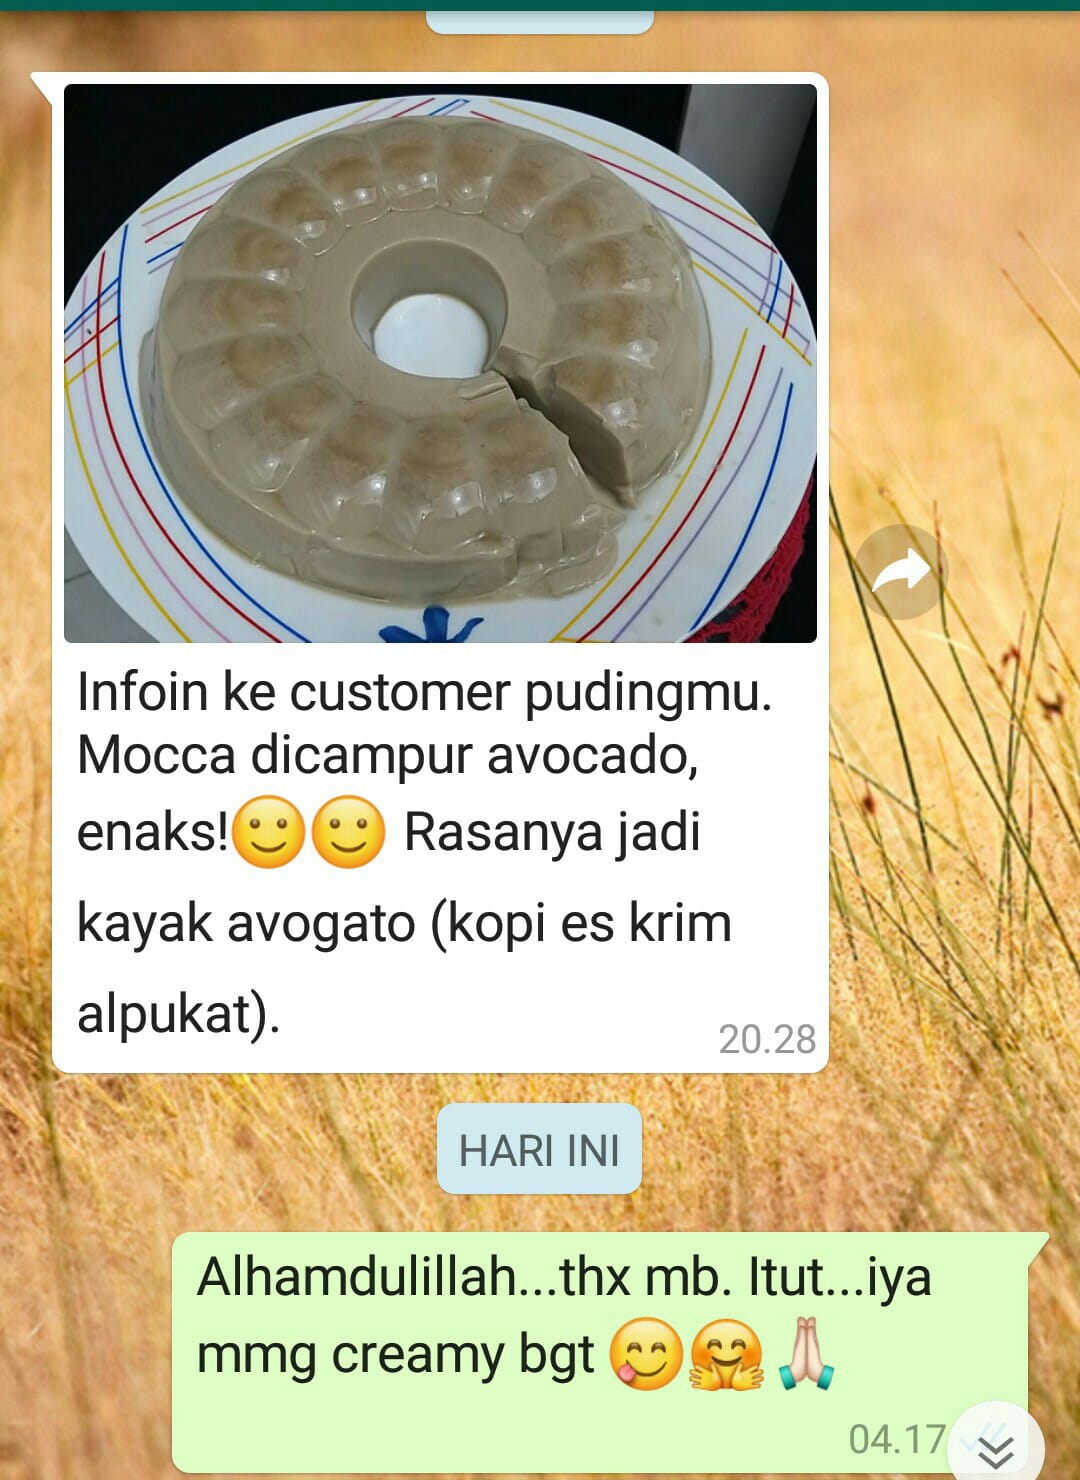 Infoin ke customer pudingmu.
Mocca dicampur avocado,
enaks!🙂🙂 Rasanya jadi
kayak avogato (kopi es krim
alpukat).
20.28
HARI INI
Alhamdulillah...thx mb. Itut...iya
mmg creamy bgt 😋🤗🙏🏻
04.17